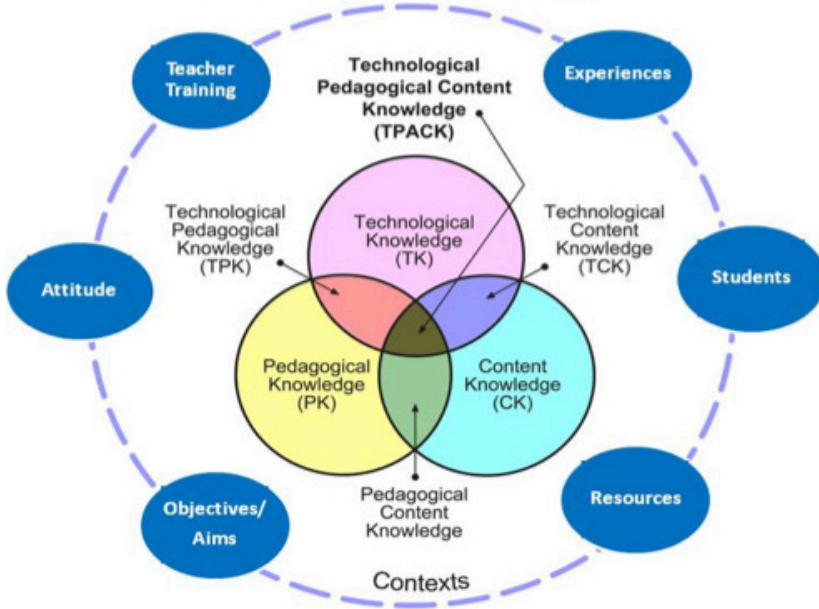 Teacher
Training
Technological
Pedagogical Content
Knowledge
(TPACK)
Experiences
Technological
Pedagogical
Knowledge
(TPK)
Technological
Knowledge
(TK)
Technological
Content
Knowledge
(TCK)
Attitude
Students
Pedagogical
Knowledge
(PK)
Content
Knowledge
(CK)
Objectives/
Aims
Pedagogical
Content
Knowledge
Resources
Contexts